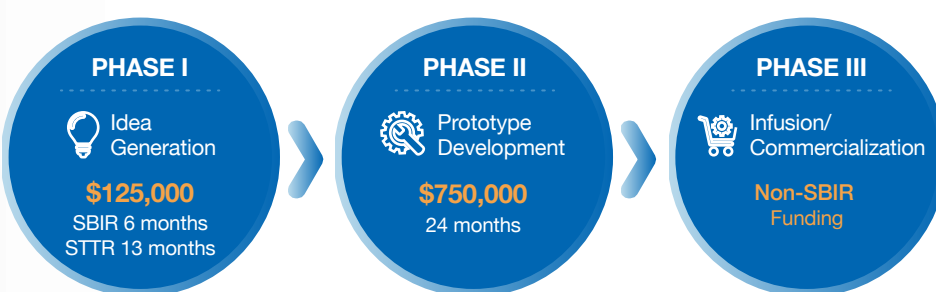 PHASE I
Idea
Generation
$125,000
SBIR 6 months
STTR 13 months
PHASE II
Prototype
Development
$750,000
24 months
PHASE III
Infusion/
Commercialization
Non-SBIR
Funding